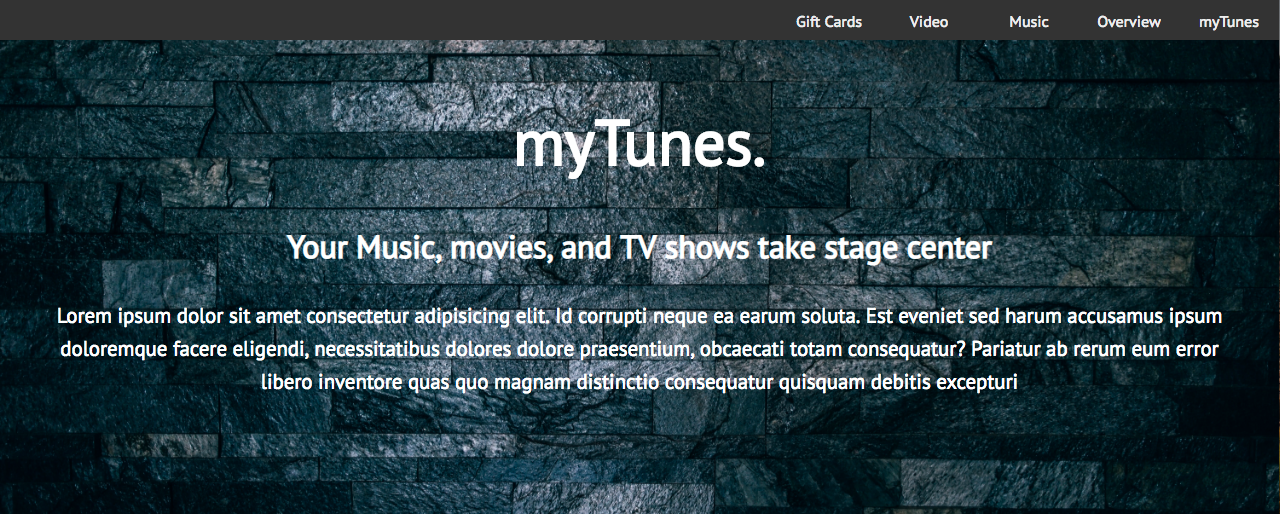 Gift Cards Video Music Overview myTunes
myTunes.
Your Music, movies, and TV shows take stage center
Lorem ipsum dolor sit amet consectetur adipisicing elit. Id corrupti neque ea earum soluta. Est eveniet sed harum accusamus ipsum
doloremque facere eligendi, necessitatibus dolores dolore praesentium, obcaecati totam consequatur? Pariatur ab rerum eum error
libero inventore quas quo magnam distinctio consequatur quisquam debitis excepturi